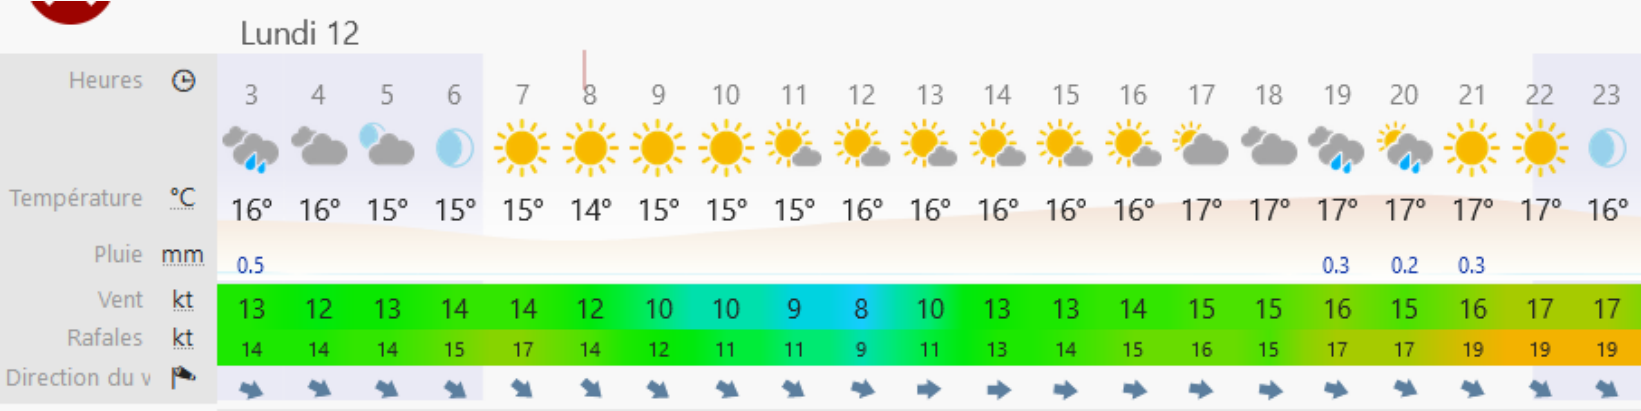 Lundi 12
Heures 3 4 5 6 7 8 9 10 11 12 13 14 15 16 17 18 19 20 21 22 23
Température °C 16° 16° 15° 15° 15° 14° 15° 15° 15° 16° 16° 16° 16° 16° 17° 17° 17° 17° 17° 17° 16°
Pluie mm 0.5 0.3 0.2 0.3
Vent kt 13 12 13 14 14 12 10 10 9 8 10 13 13 14 15 15 16 15 16 17 17
Rafales kt 14 14 14 15 17 14 12 11 11 9 11 13 14 15 16 15 17 17 19 19 19
Direction du v